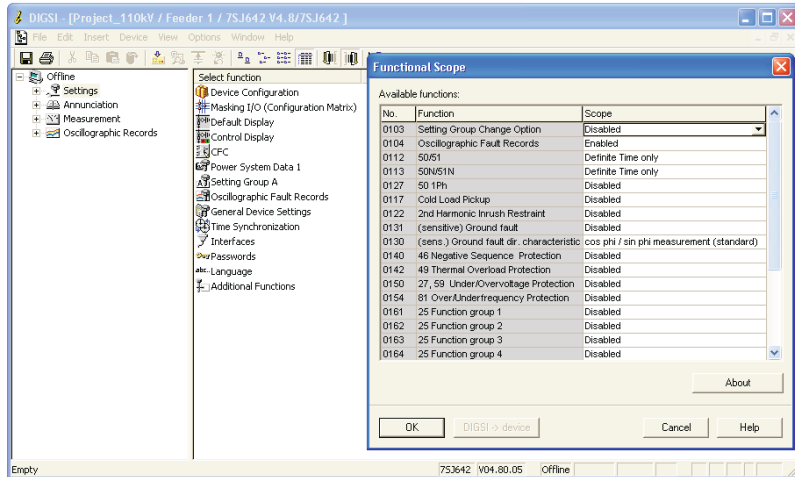 DIGSI - [Project_110kV / Feeder 1 / 7SJ642 V4.8/7SJ642 ]
File Edit Insert Device View Options Window Help
Offline
Settings
Annunciation
Measurement
Oscillographic Records
Select function
Device Configuration
Masking I/O (Configuration Matrix)
Default Display
Control Display
CFC
Power System Data 1
Setting Group A
Oscillographic Fault Records
General Device Settings
Time Synchronization
Interfaces
Passwords
Language
Additional Functions
Functional Scope
Available functions:
No. Function Scope
0103 Setting Group Change Option Disabled
0104 Oscillographic Fault Records Enabled
0112 50/51 Definite Time only
0113 50N/51N Definite Time only
0127 50 1Ph Disabled
0117 Cold Load Pickup Disabled
0122 2nd Harmonic Inrush Restraint Disabled
0131 (sensitive) Ground fault Disabled
0130 (sens.) Ground fault dir. characteristic cos phi / sin phi measurement (standard)
0140 46 Negative Sequence Protection Disabled
0142 49 Thermal Overload Protection Disabled
0150 27, 59 Under/Overvoltage Protection Disabled
0154 81 Over/Underfrequency Protection Disabled
0161 25 Function group 1 Disabled
0162 25 Function group 2 Disabled
0163 25 Function group 3 Disabled
0164 25 Function group 4 Disabled
About
OK DIGSI -> device Cancel Help
Empty 7SJ642 V04.80.05 Offline